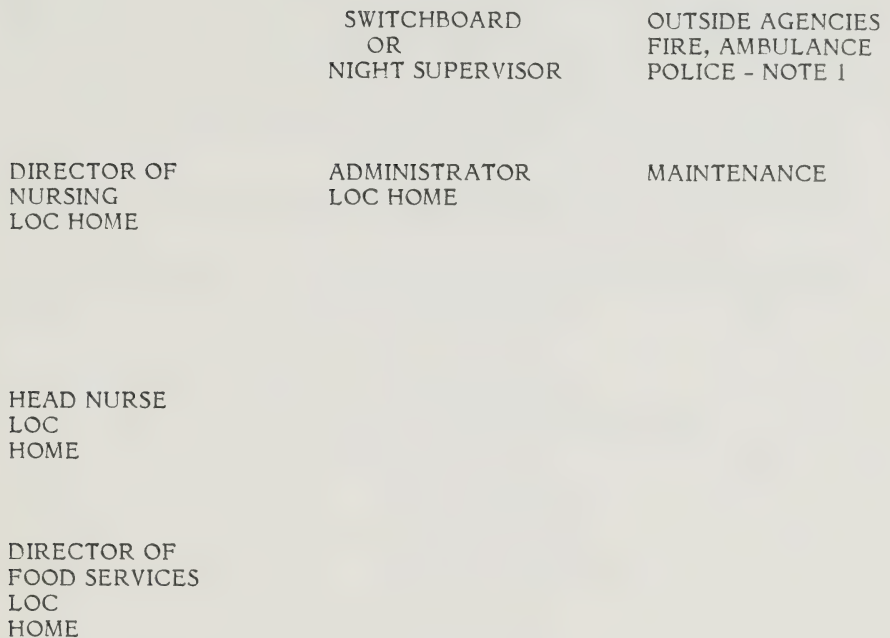 SWITCHBOARD
OR
NIGHT SUPERVISOR
OUTSIDE AGENCIES
FIRE, AMBULANCE
POLICE - NOTE 1
DIRECTOR OF
NURSING
LOC HOME
ADMINISTRATOR
LOC HOME
MAINTENANCE
HEAD NURSE
LOC
HOME
DIRECTOR OF
FOOD SERVICES
LOC
HOME